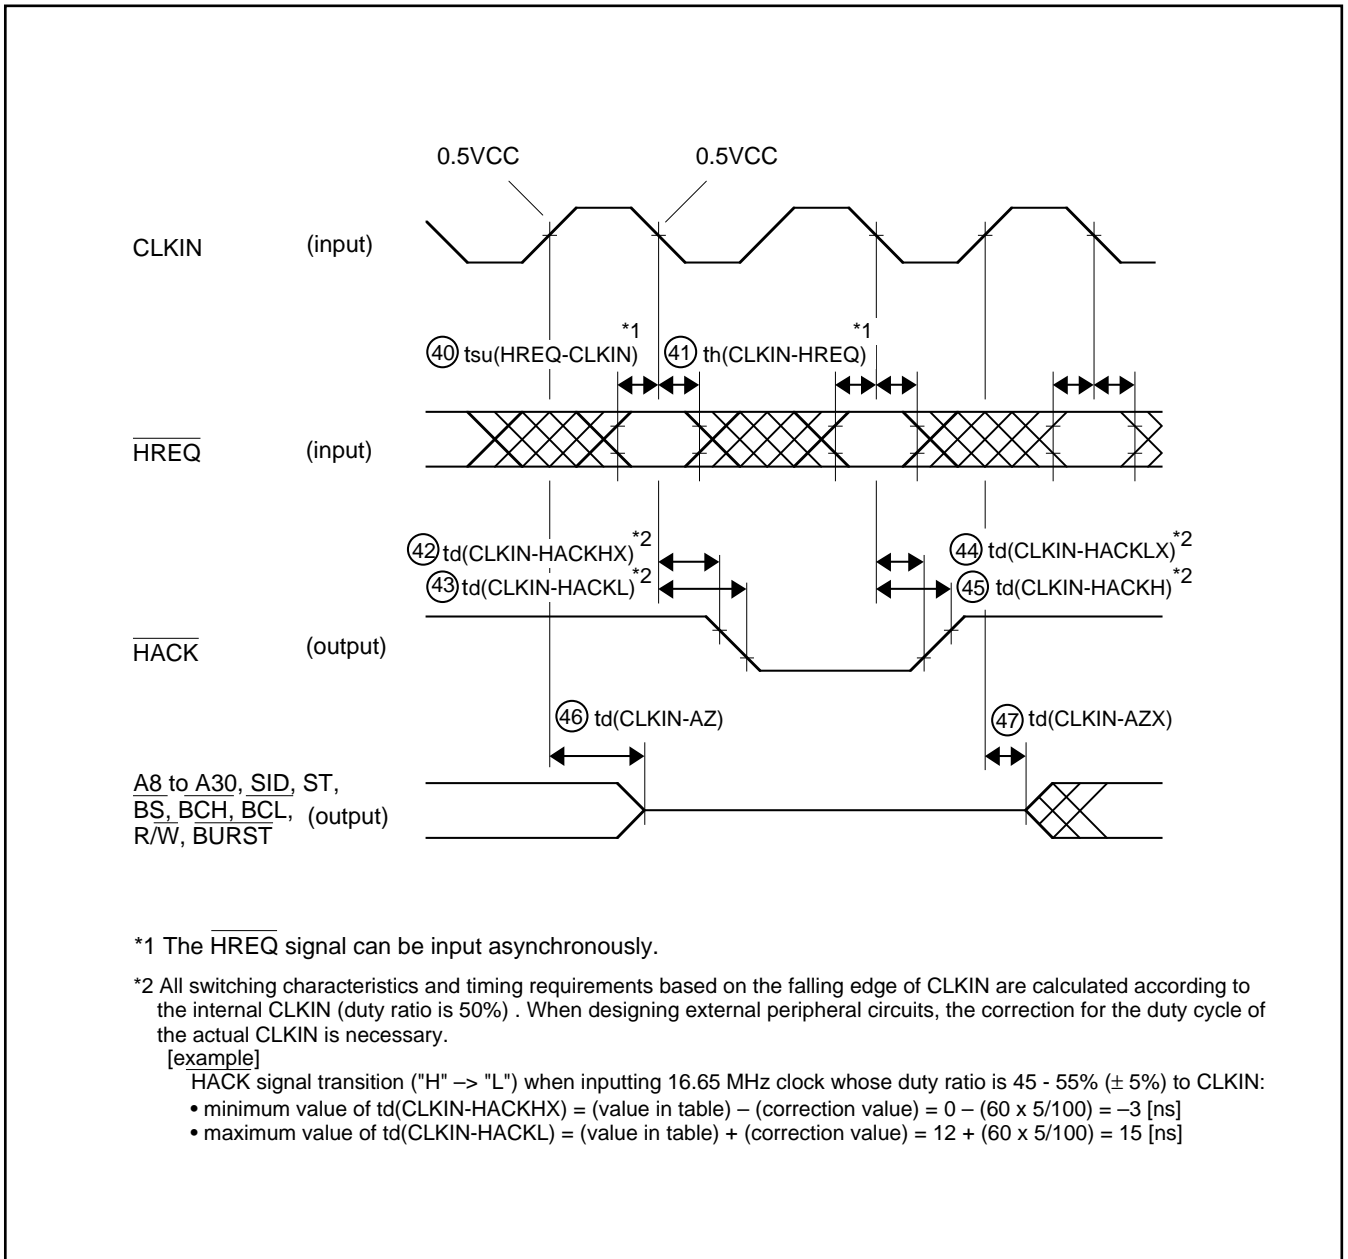 0.5VCC 0.5VCC
CLKIN (input)
40 tsu(HREQ-CLKIN) *1 41 th(CLKIN-HREQ) *1
HREQ (input)
42 td(CLKIN-HACKHX) *2 44 td(CLKIN-HACKLX) *2
43 td(CLKIN-HACKL) *2 45 td(CLKIN-HACKH) *2
HACK (output)
46 td(CLKIN-AZ) 47 td(CLKIN-AZX)
A8 to A30, SID, ST,
BS, BCH, BCL, (output)
R/W, BURST
*1 The HREQ signal can be input asynchronously.
*2 All switching characteristics and timing requirements based on the falling edge of CLKIN are calculated according to
the internal CLKIN (duty ratio is 50%) . When designing external peripheral circuits, the correction for the duty cycle of
the actual CLKIN is necessary.
[example]
HACK signal transition ("H" –> "L") when inputting 16.65 MHz clock whose duty ratio is 45 - 55% (± 5%) to CLKIN:
• minimum value of td(CLKIN-HACKHX) = (value in table) – (correction value) = 0 – (60 x 5/100) = –3 [ns]
• maximum value of td(CLKIN-HACKL) = (value in table) + (correction value) = 12 + (60 x 5/100) = 15 [ns]